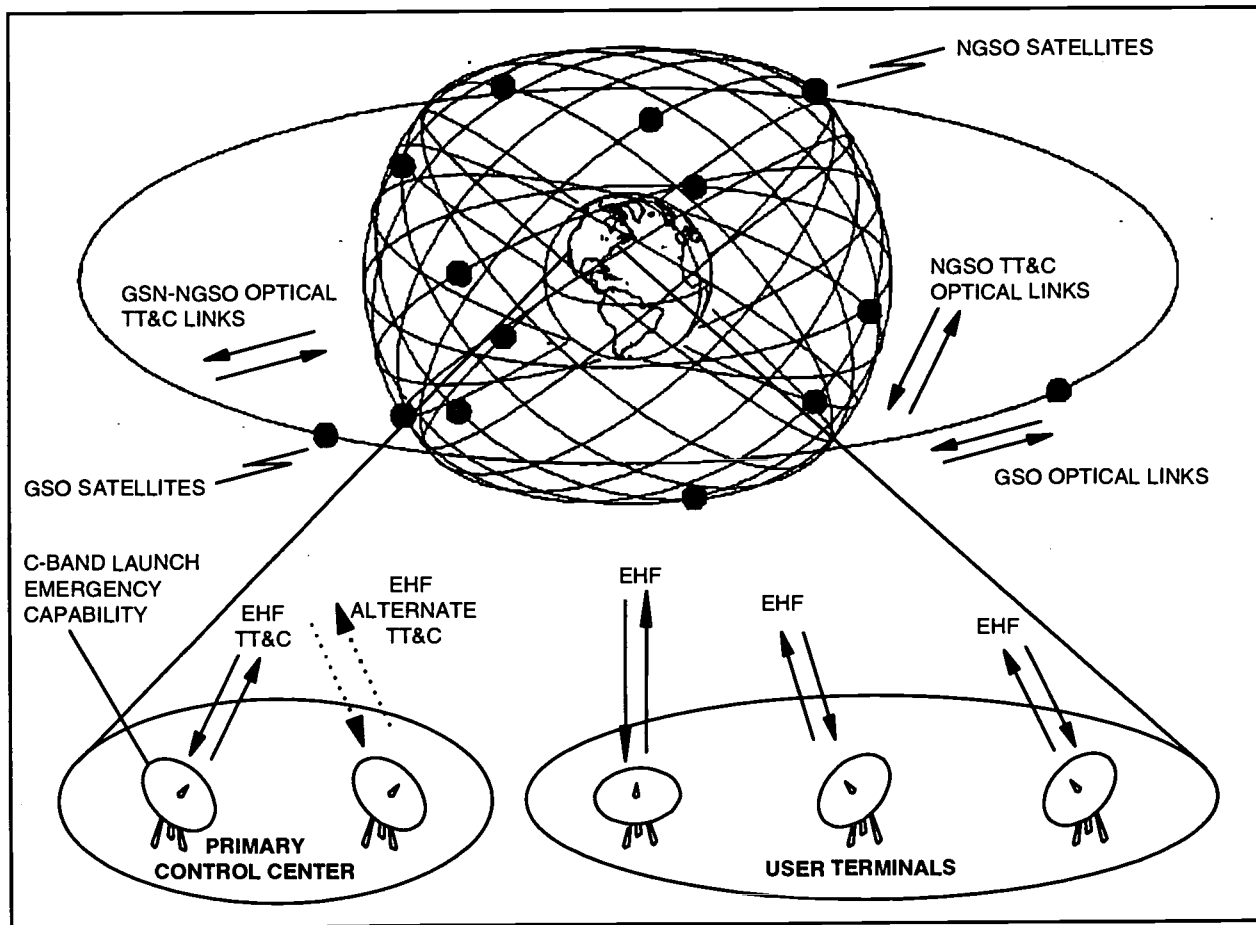 NGSO SATELLITES
GSN-NGSO OPTICAL
TT&C LINKS
NGSO TT&C
OPTICAL LINKS
GSO SATELLITES
GSO OPTICAL LINKS
C-BAND LAUNCH
EMERGENCY
CAPABILITY
EHF
TT&C
EHF
ALTERNATE
TT&C
EHF
EHF
EHF
PRIMARY
CONTROL CENTER
USER TERMINALS